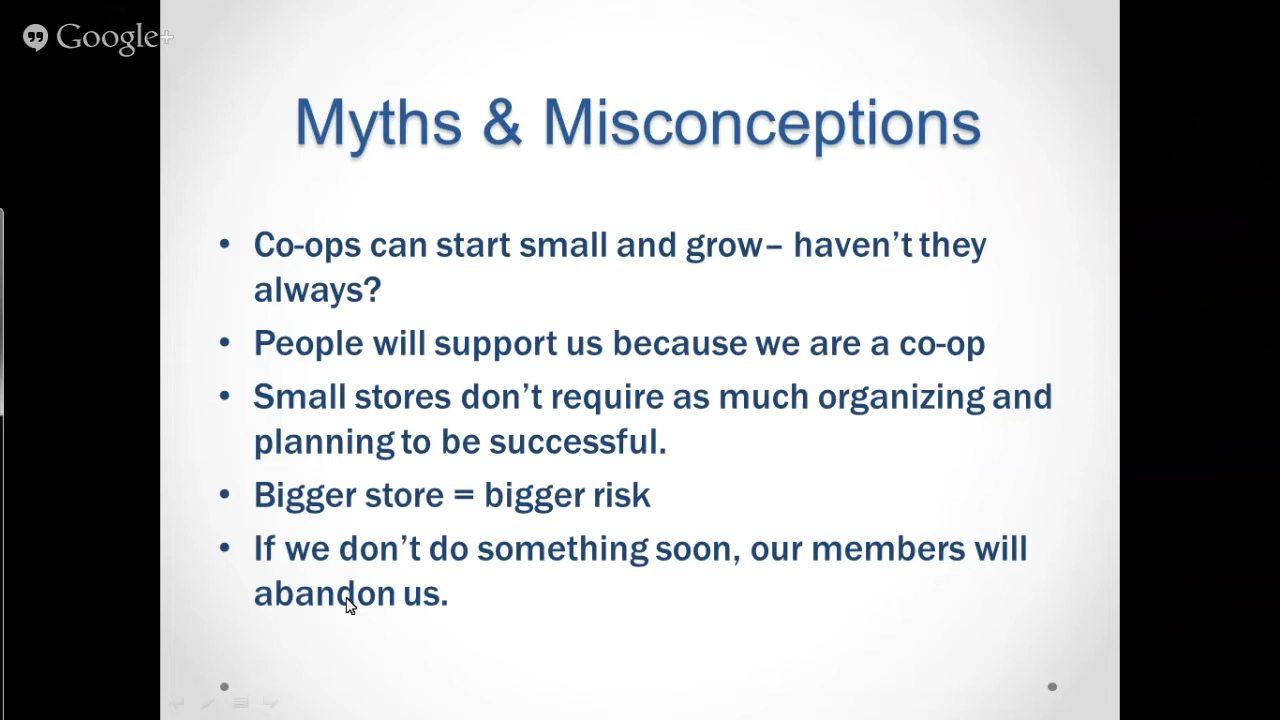 Google+
Myths & Misconceptions
• Co-ops can start small and grow– haven’t they
always?
• People will support us because we are a co-op
• Small stores don’t require as much organizing and
planning to be successful.
• Bigger store = bigger risk
• If we don’t do something soon, our members will
abandon us.